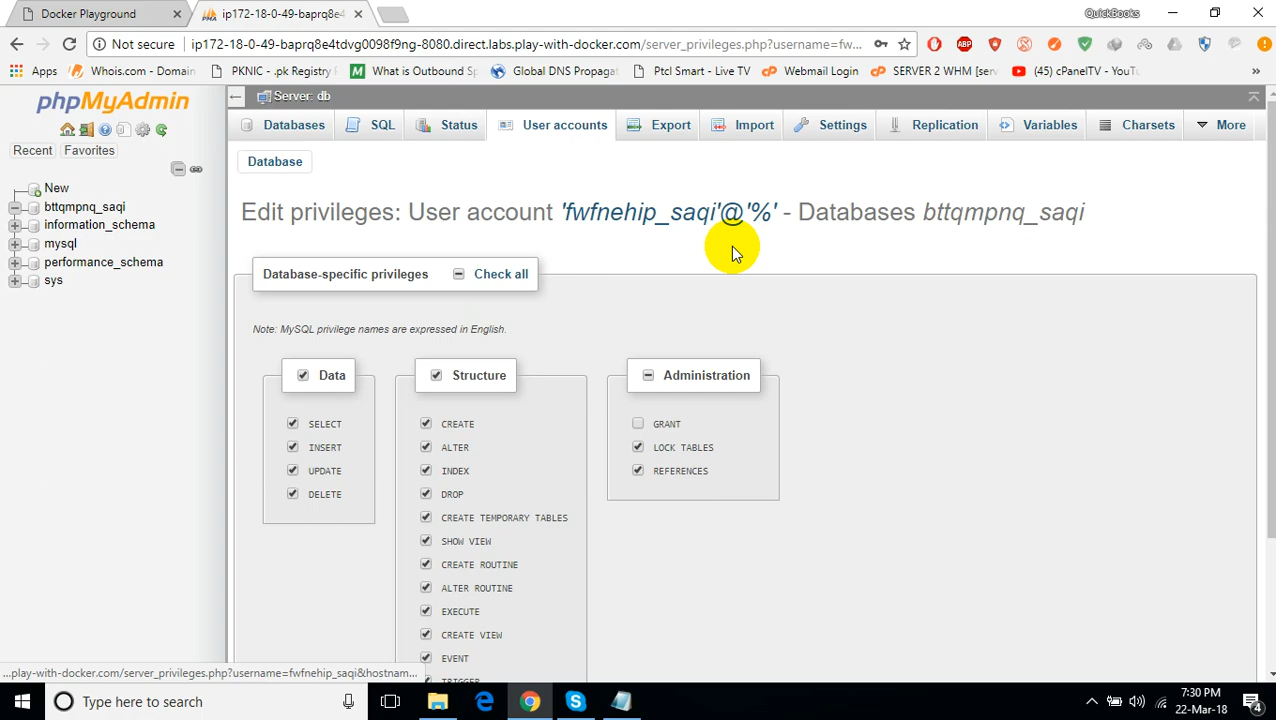 Docker Playground
ip172-18-0-49-baprq8e4
QuickBooks
Not secure
ip172-18-0-49-baprq8e4tdvg0098f9ng-8080.direct.labs.play-with-docker.com/server_privileges.php?username=fw...
Apps
Whois.com - Domain
PKNIC - .pk Registry
What is Outbound Sp
Global DNS Propagat
Ptcl Smart - Live TV
Webmail Login
SERVER 2 WHM [serv
(45) cPanelTV - YouTu
phpMyAdmin
Server: db
Databases
SQL
Status
User accounts
Export
Import
Settings
Replication
Variables
Charsets
More
Recent
Favorites
Database
New
bttqmpnq_saqi
information_schema
mysql
performance_schema
sys
Edit privileges: User account 'fwfnehip_saqi'@'%' - Databases bttqmpnq_saqi
Database-specific privileges
Check all
Note: MySQL privilege names are expressed in English.
Data
SELECT
INSERT
UPDATE
DELETE
Structure
CREATE
ALTER
INDEX
DROP
CREATE TEMPORARY TABLES
SHOW VIEW
CREATE ROUTINE
ALTER ROUTINE
EXECUTE
CREATE VIEW
EVENT
TRIGGER
Administration
GRANT
LOCK TABLES
REFERENCES
...play-with-docker.com/server_privileges.php?username=fwfnehip_saqi&hostnam...
Type here to search
7:30 PM
22-Mar-18
4